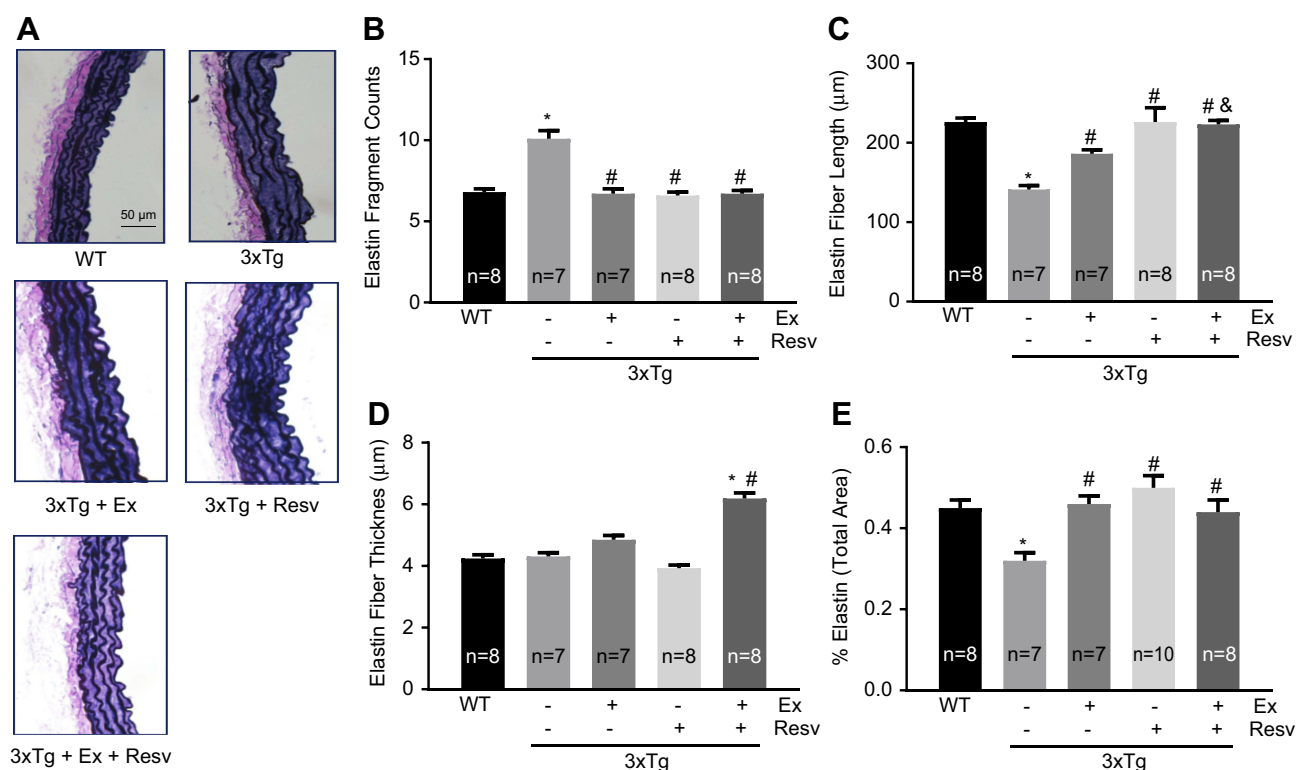 A
50 µm
WT
3xTg
3xTg + Ex
3xTg + Resv
3xTg + Ex + Resv
B
Elastin Fragment Counts
15
10
5
0
* # # #
n=8 n=7 n=7 n=8 n=8
WT - + - + Ex
- - + + Resv
3xTg
C
Elastin Fiber Length (µm)
300
200
100
0
* # # # &
n=8 n=7 n=7 n=8 n=8
WT - + - + Ex
- - + + Resv
3xTg
D
Elastin Fiber Thicknes (µm)
8
6
4
2
0
* #
n=8 n=7 n=7 n=8 n=8
WT - + - + Ex
- - + + Resv
3xTg
E
% Elastin (Total Area)
0.6
0.4
0.2
0.0
* # # #
n=8 n=7 n=7 n=10 n=8
WT - + - + Ex
- - + + Resv
3xTg